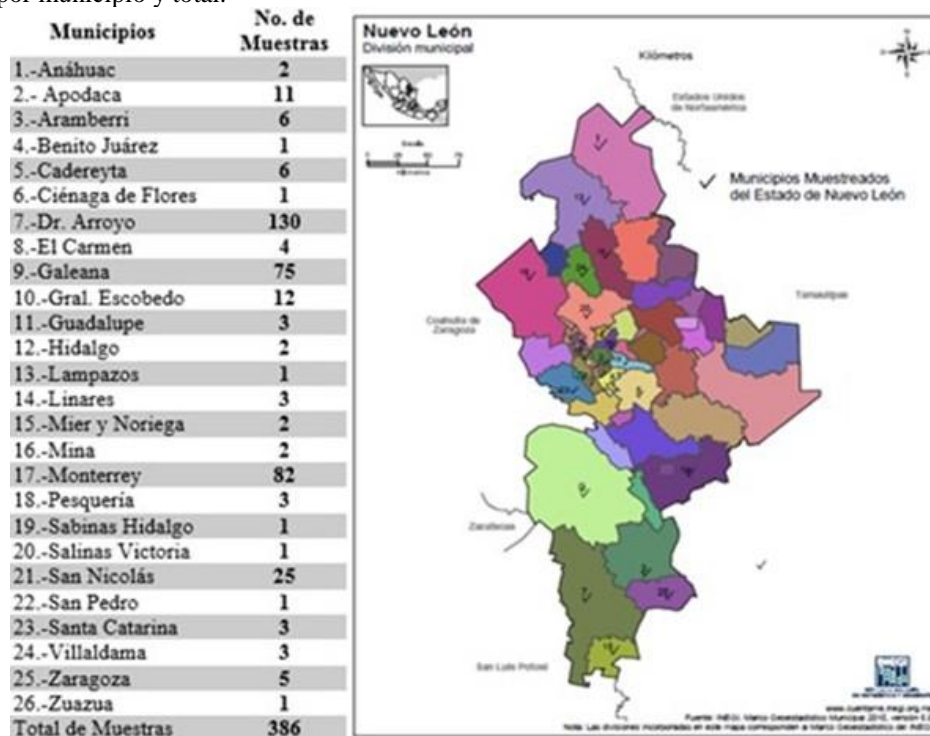 por municipio y total.
Municipios No. de Muestras
1.-Anáhuac 2
2.- Apodaca 11
3.-Aramberri 6
4.-Benito Juárez 1
5.-Cadereyta 6
6.-Ciénaga de Flores 1
7.-Dr. Arroyo 130
8.-El Carmen 4
9.-Galeana 75
10.-Gral. Escobedo 12
11.-Guadalupe 3
12.-Hidalgo 2
13.-Lampazos 1
14.-Linares 3
15.-Mier y Noriega 2
16.-Mina 2
17.-Monterrey 82
18.-Pesquería 3
19.-Sabinas Hidalgo 1
20.-Salinas Victoria 1
21.-San Nicolás 25
22.-San Pedro 1
23.-Santa Catarina 3
24.-Villaldama 3
25.-Zaragoza 5
26.-Zuazua 1
Total de Muestras 386
Nuevo León
División municipal
Kilómetros
Estados Unidos
de Norteamérica
Municipios Muestreados
del Estado de Nuevo León
Tamaulipas
Coahuila de
Zaragoza
Zacatecas
San Luis Potosí
1
9
7